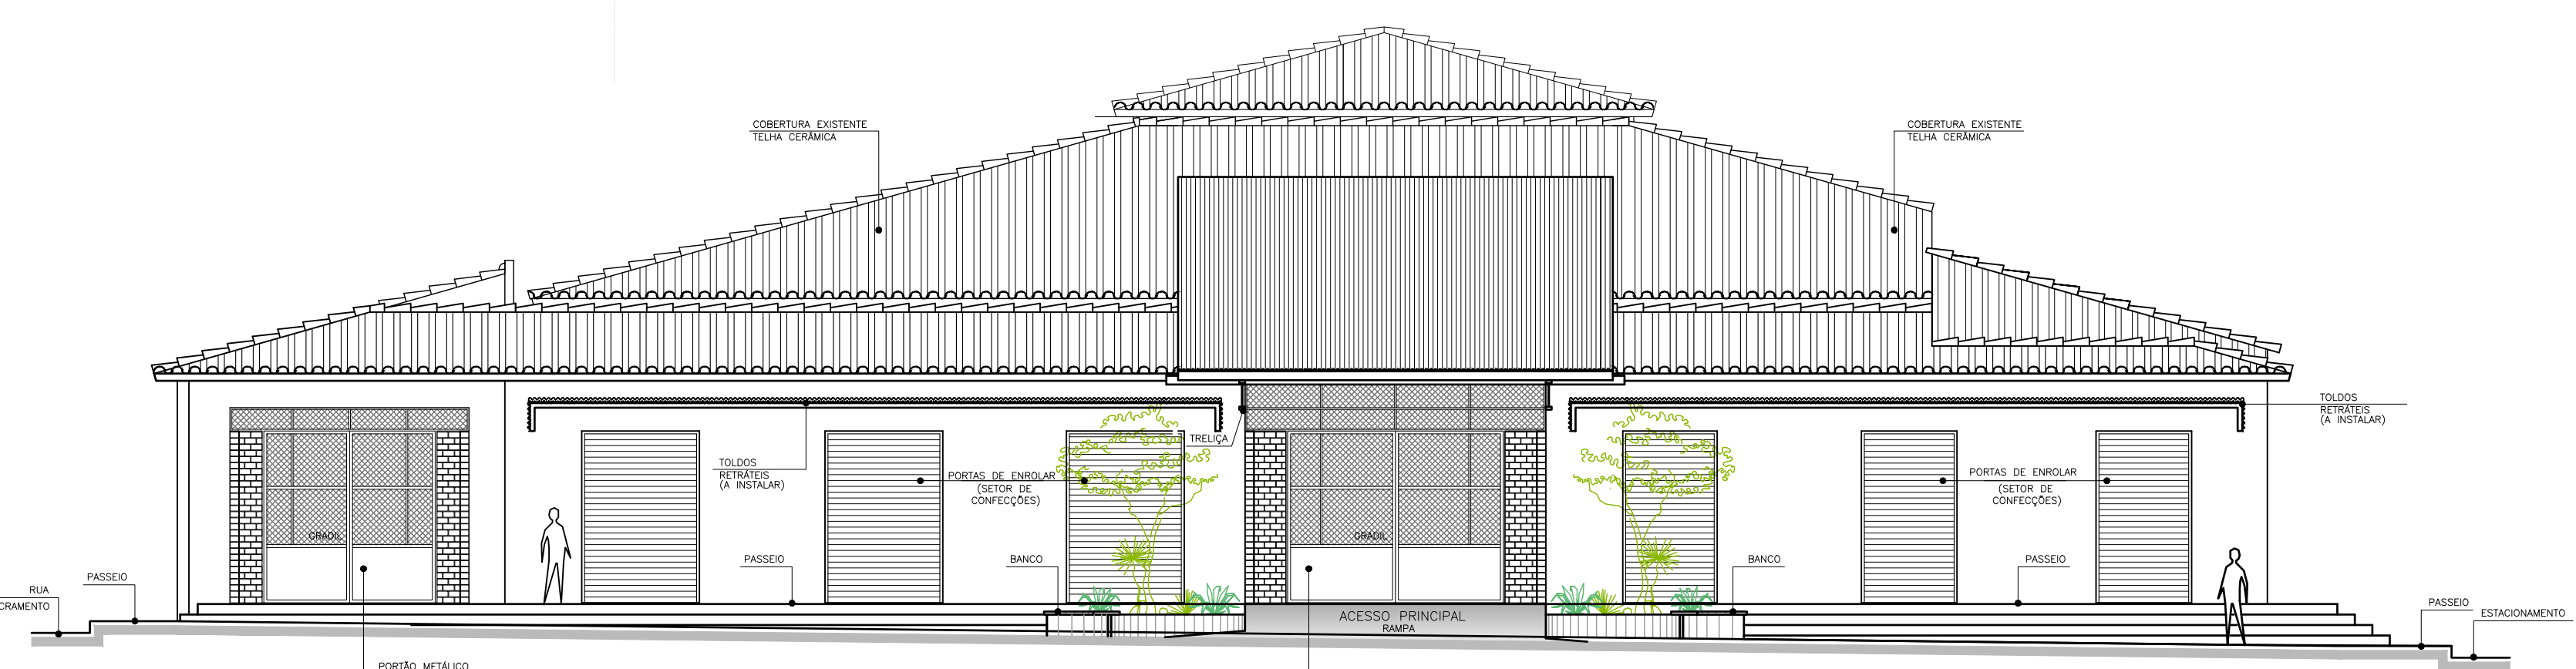 COBERTURA EXISTENTE
TELHA CERÂMICA
COBERTURA EXISTENTE
TELHA CERÂMICA
TOLDOS
RETRÁTEIS
(A INSTALAR)
TRELIÇA
TOLDOS
RETRÁTEIS
(A INSTALAR)
PORTAS DE ENROLAR
(SETOR DE
CONFECÇÕES)
PORTAS DE ENROLAR
(SETOR DE
CONFECÇÕES)
GRADIL
GRADIL
PASSEIO
BANCO
BANCO
PASSEIO
PASSEIO
RUA
CRAMENTO
PASSEIO
ESTACIONAMENTO
ACESSO PRINCIPAL
RAMPA
PORTÃO METÁLICO